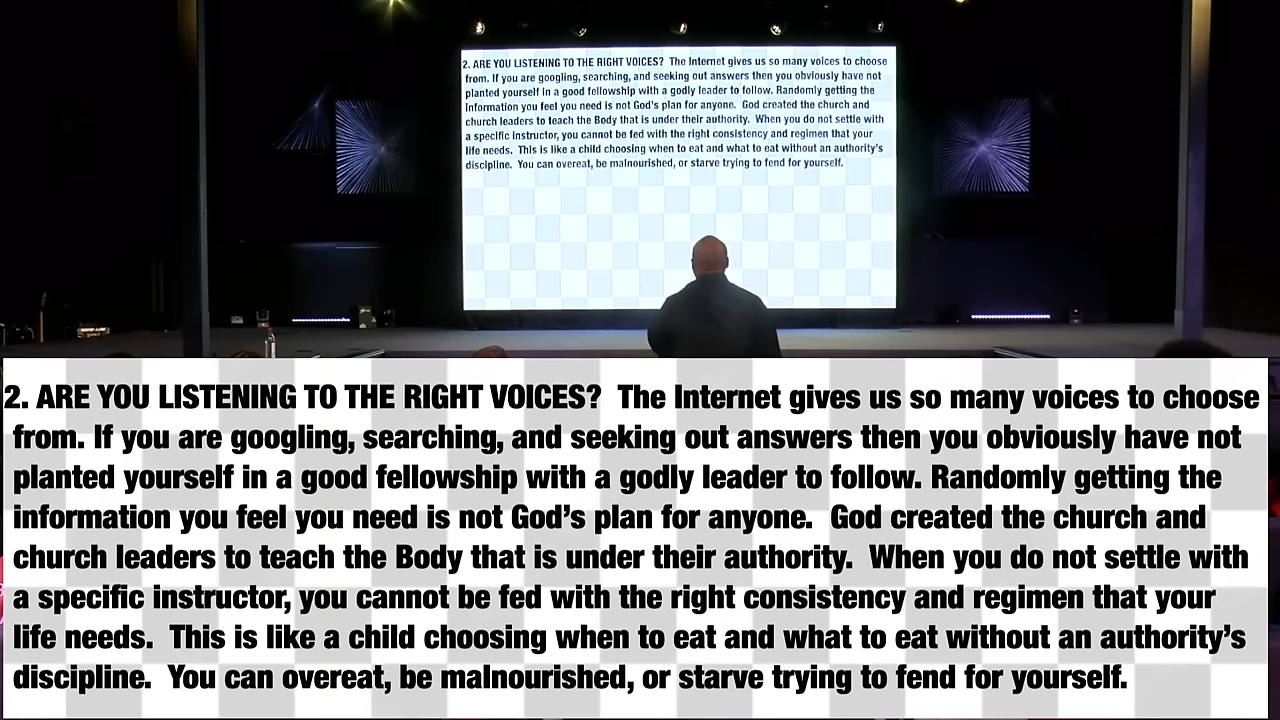 2. ARE YOU LISTENING TO THE RIGHT VOICES?  The Internet gives us so many voices to choose
from. If you are googling, searching, and seeking out answers then you obviously have not
planted yourself in a good fellowship with a godly leader to follow. Randomly getting the
information you feel you need is not God's plan for anyone.  God created the church and
church leaders to teach the Body that is under their authority.  When you do not settle with
a specific instructor, you cannot be fed with the right consistency and regimen that your
life needs.  This is like a child choosing when to eat and what to eat without an authority's
discipline.  You can overeat, be malnourished, or starve trying to fend for yourself.
2. ARE YOU LISTENING TO THE RIGHT VOICES?  The Internet gives us so many voices to choose
from. If you are googling, searching, and seeking out answers then you obviously have not
planted yourself in a good fellowship with a godly leader to follow. Randomly getting the
information you feel you need is not God’s plan for anyone.  God created the church and
church leaders to teach the Body that is under their authority.  When you do not settle with
a specific instructor, you cannot be fed with the right consistency and regimen that your
life needs.  This is like a child choosing when to eat and what to eat without an authority’s
discipline.  You can overeat, be malnourished, or starve trying to fend for yourself.